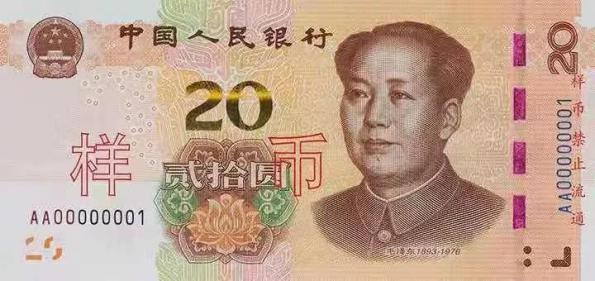 中国人民银行
20
样币
贰拾圆
AA00000001
毛泽东1893-1976
20
样币禁止流通
AA00000001